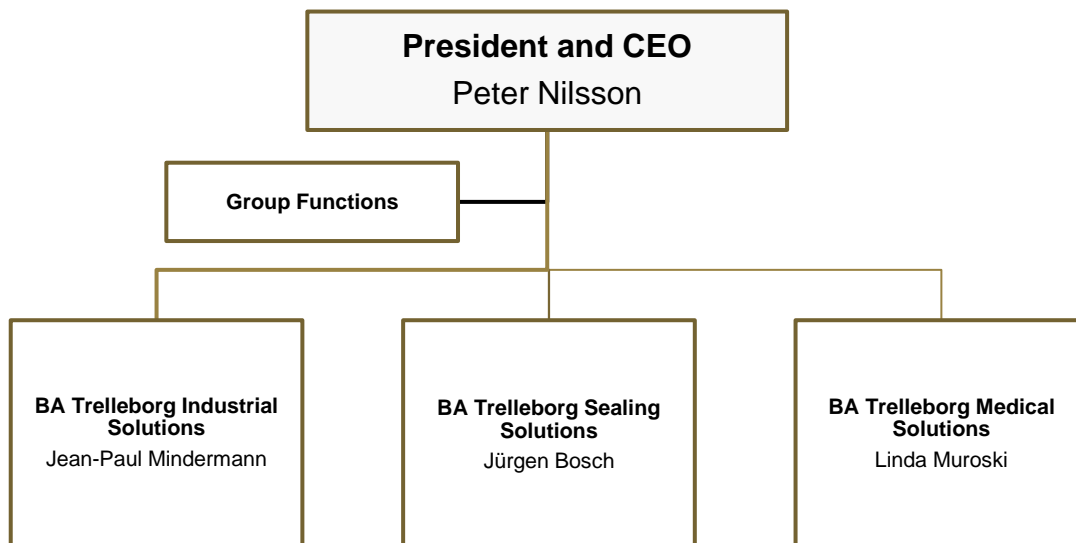 President and CEO
Peter Nilsson
Group Functions
BA Trelleborg Industrial
Solutions
Jean-Paul Mindermann
BA Trelleborg Sealing
Solutions
Jürgen Bosch
BA Trelleborg Medical
Solutions
Linda Muroski